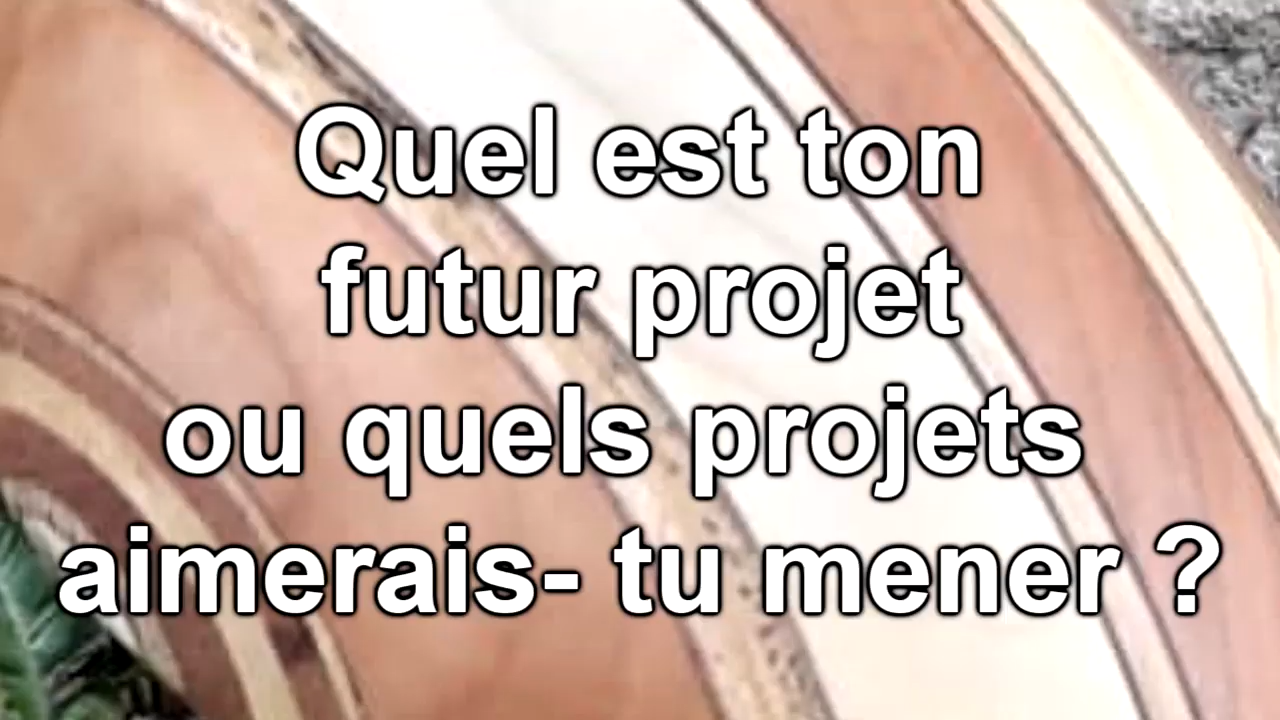 Quel est ton
futur projet
ou quels projets
aimerais- tu mener ?